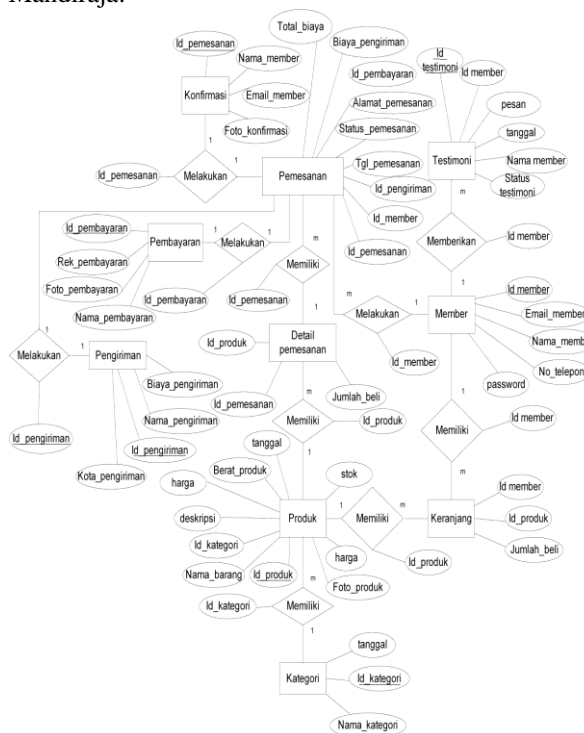 Mandiraja.
Total_biaya
Id_pemesanan
Biaya_pengiriman
Nama_member
Id
testimoni
Id member
Konfirmasi
Id_pembayaran
Email_member
Alamat_pemesanan
pesan
Foto_konfirmasi
Status_pemesanan
tanggal
Testimoni
1
Id_pemesanan
Melakukan
1
Pemesanan
Tgl_pemesanan
Nama member
Id_pengiriman
Status
testimoni
m
Id_member
Id_pembayaran
1
1
m
Id_pemesanan
Memberikan
Id member
Pembayaran
Melakukan
Rek_pembayaran
Memiliki
Foto_pembayaran
Id_pembayaran
Id_pemesanan
m
1
Id member
Nama_pembayaran
Melakukan
1
Member
Email_member
1
1
Id_produk
Detail
pemesanan
Melakukan
1
Pengiriman
Id_member
No_telepon
Biaya_pengiriman
m
Jumlah_beli
password
1
Id_pemesanan
Nama_pengiriman
Memiliki
Id_produk
Memiliki
Id member
Id_pengiriman
Id_pengiriman
tanggal
1
Kota_pengiriman
Berat_produk
stok
m
harga
Id member
deskripsi
Produk
1
Memiliki
m
Keranjang
Id_produk
Id_kategori
harga
Jumlah_beli
Nama_barang
Id_produk
m
Foto_produk
Id_produk
Id_kategori
Memiliki
1
tanggal
Kategori
Id_kategori
Nama_kategori